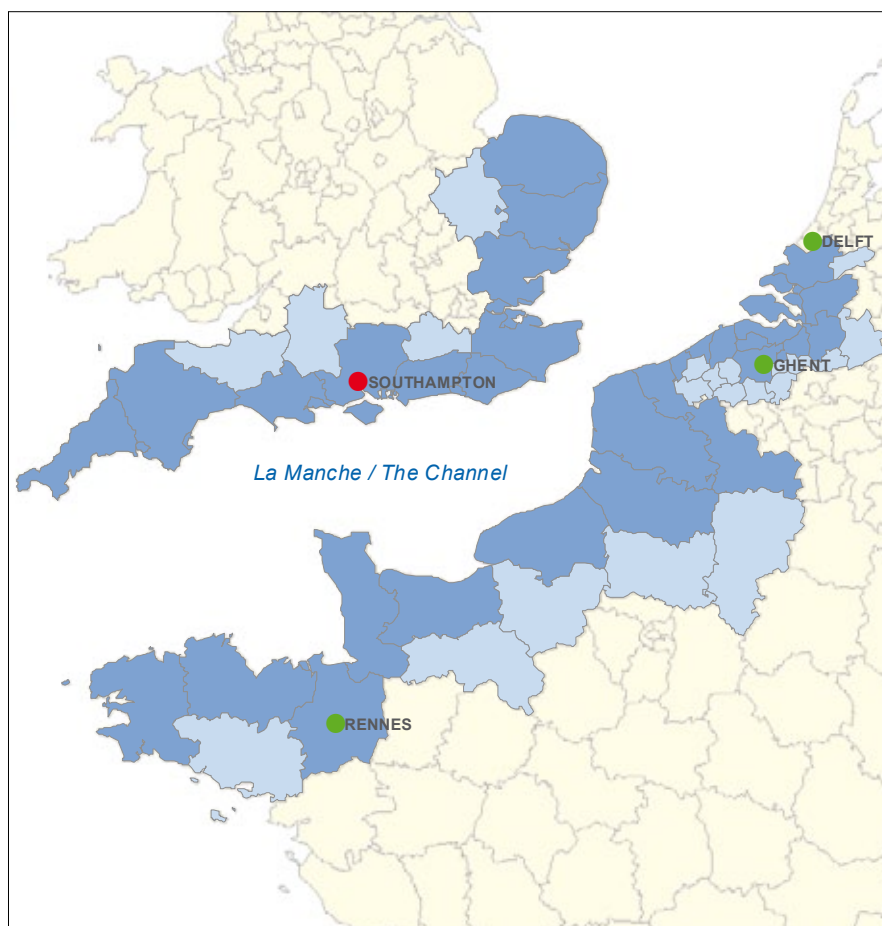 DELFT
GHENT
SOUTHAMPTON
La Manche / The Channel
RENNES